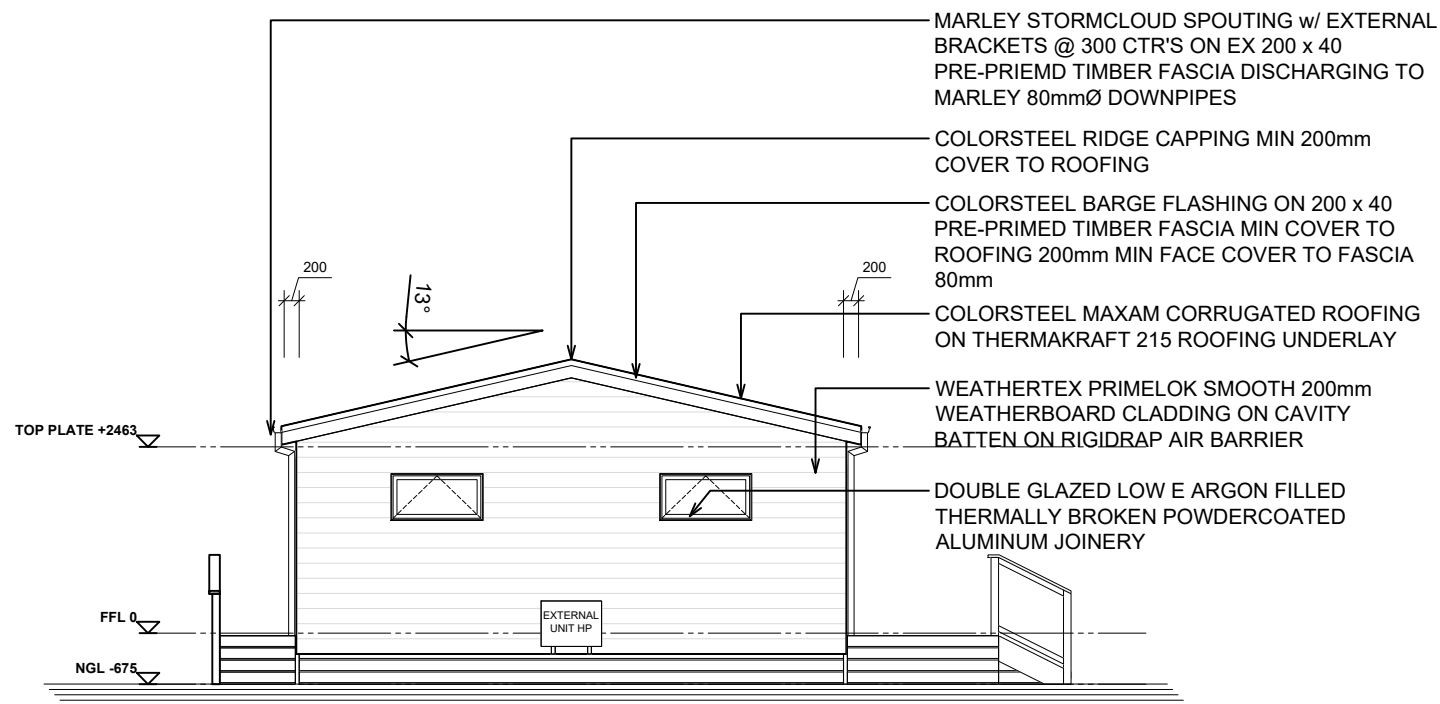 MARLEY STORMCLOUD SPOUTING w/ EXTERNAL
BRACKETS @ 300 CTR'S ON EX 200 x 40
PRE-PRIEMD TIMBER FASCIA DISCHARGING TO
MARLEY 80mmØ DOWNPIPES
COLORSTEEL RIDGE CAPPING MIN 200mm
COVER TO ROOFING
COLORSTEEL BARGE FLASHING ON 200 x 40
PRE-PRIMED TIMBER FASCIA MIN COVER TO
ROOFING 200mm MIN FACE COVER TO FASCIA
80mm
200
13°
200
COLORSTEEL MAXAM CORRUGATED ROOFING
ON THERMAKRAFT 215 ROOFING UNDERLAY
WEATHERTEX PRIMELOK SMOOTH 200mm
WEATHERBOARD CLADDING ON CAVITY
BATTEN ON RIGIDRAP AIR BARRIER
TOP PLATE +2463
DOUBLE GLAZED LOW E ARGON FILLED
THERMALLY BROKEN POWDERCOATED
ALUMINUM JOINERY
EXTERNAL
UNIT HP
FFL 0
NGL -675